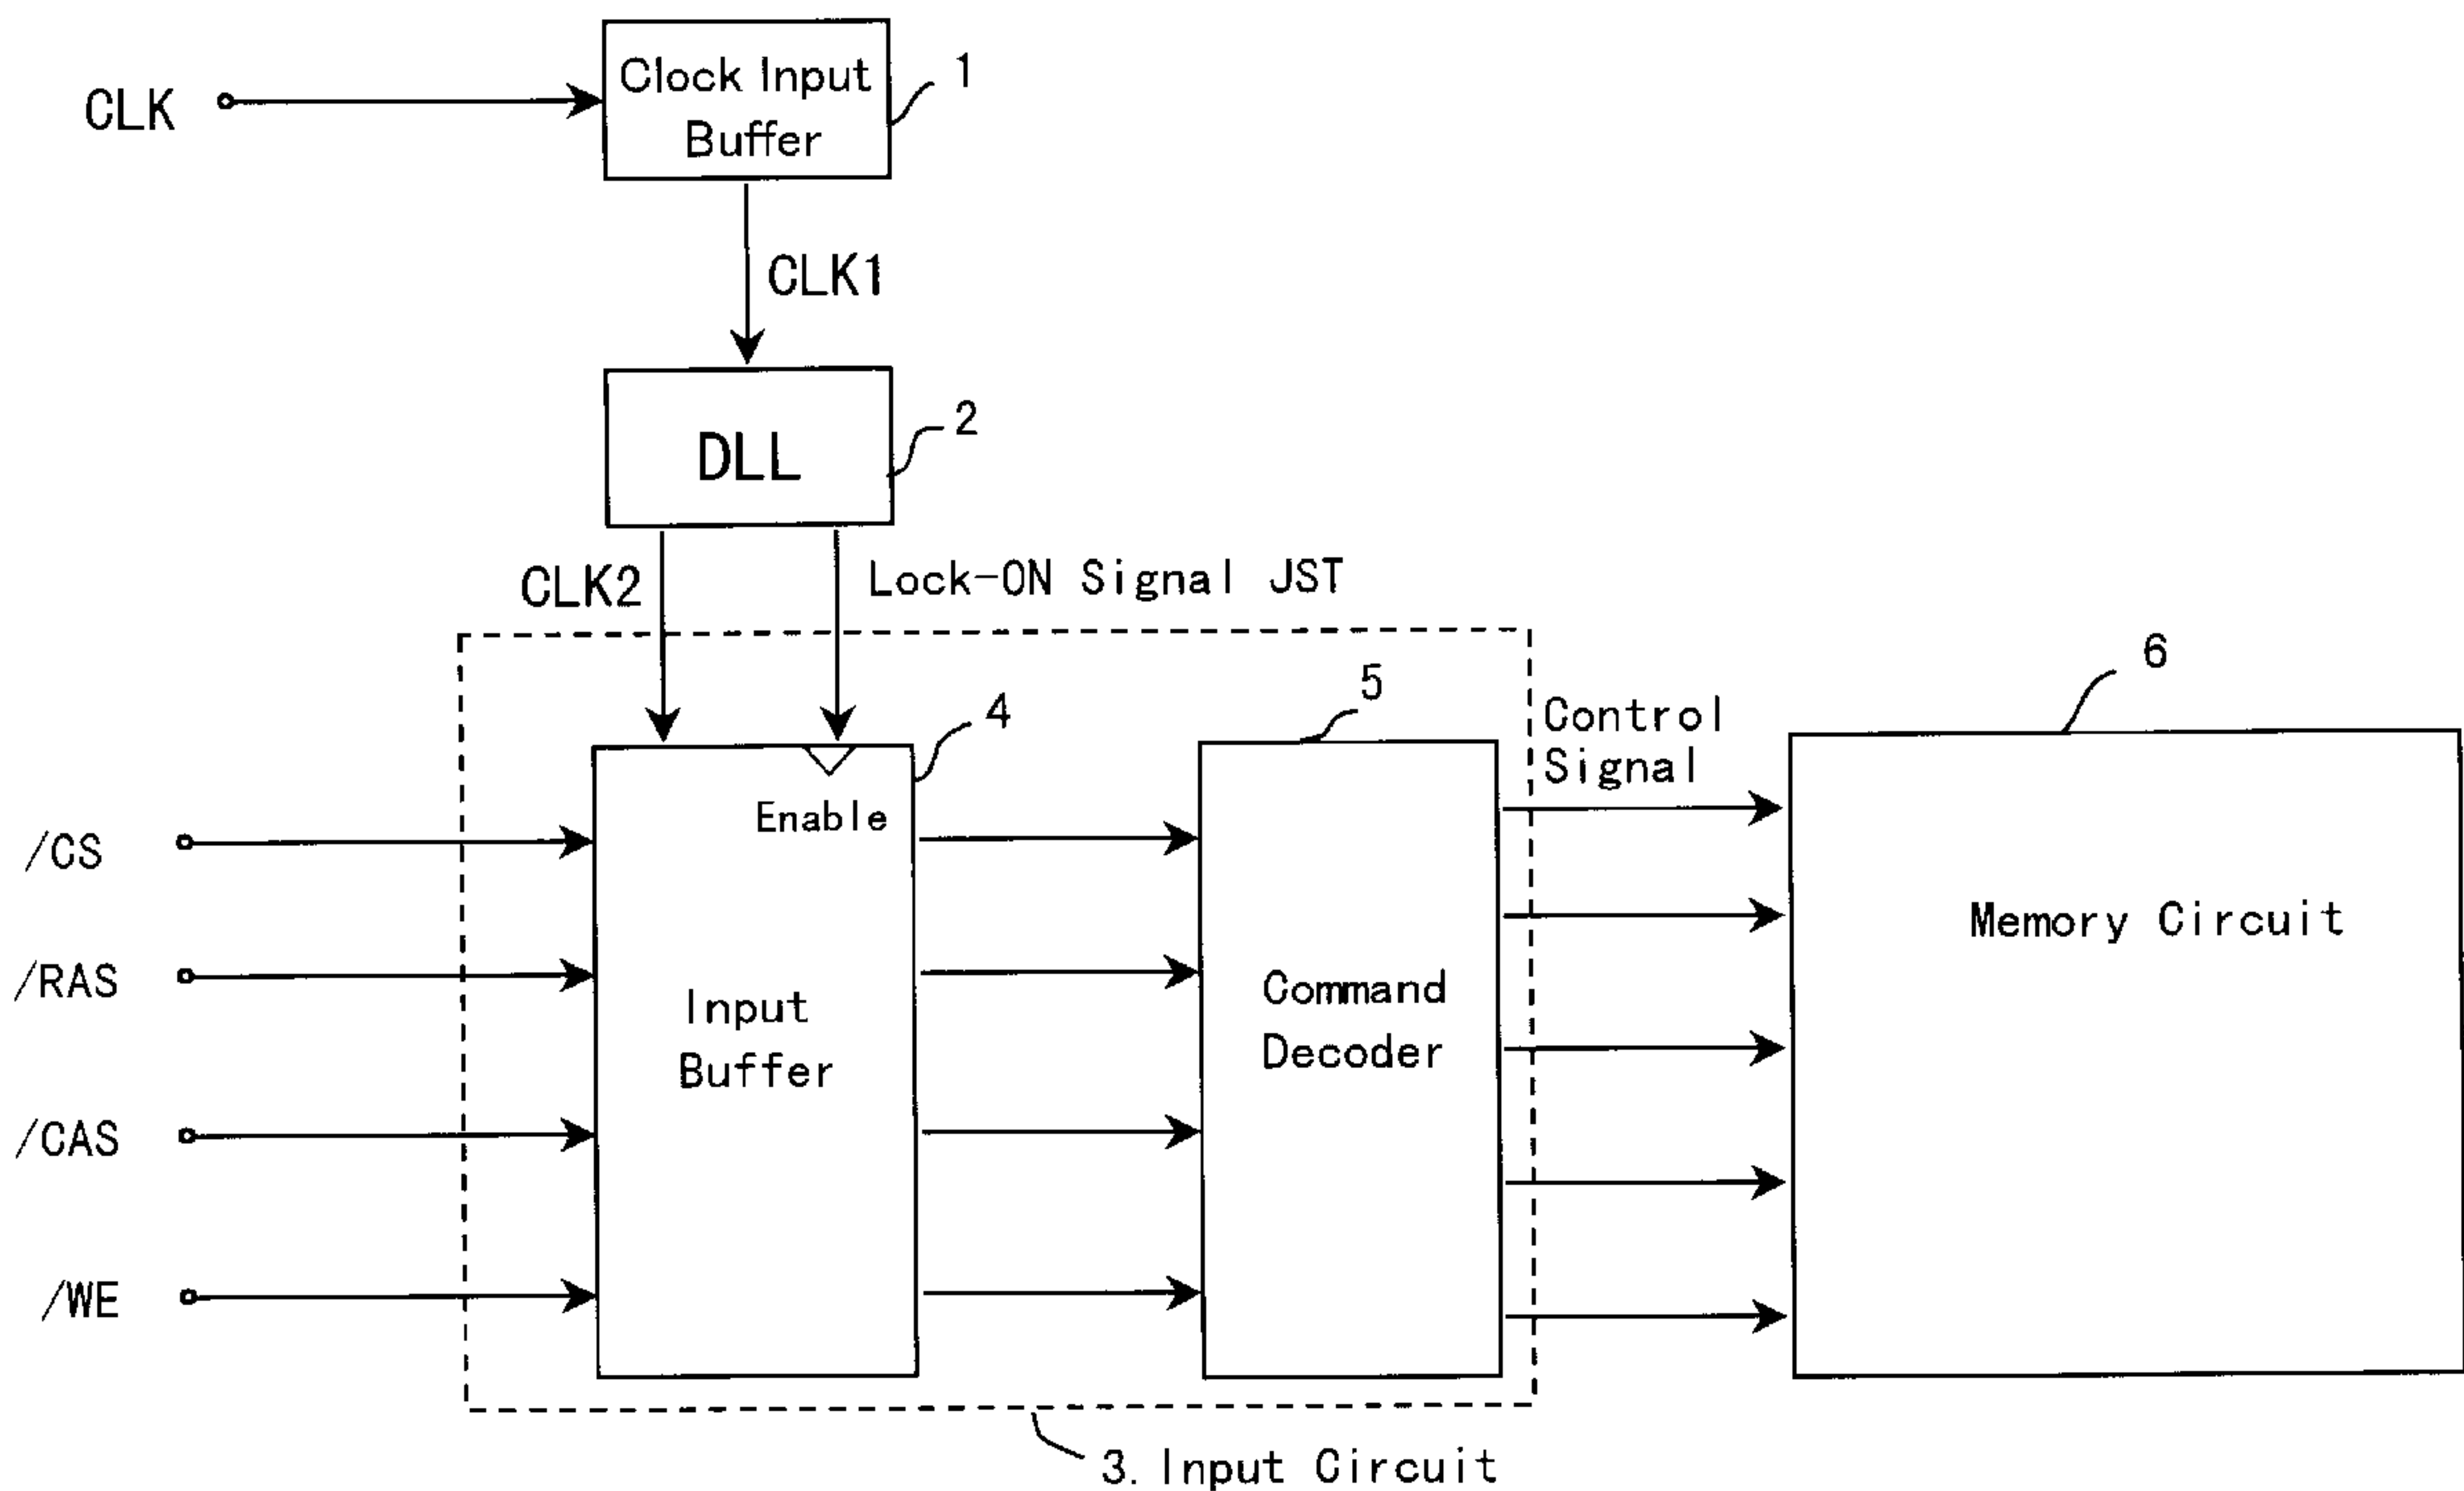 Clock Input
Buffer
1
CLK
CLK1
DLL
2
CLK2
Lock-ON Signal JST
4
5
Control
Signal
6
Enable
/CS
/RAS
/CAS
/WE
Input
Buffer
Command
Decoder
Memory Circuit
3. Input Circuit